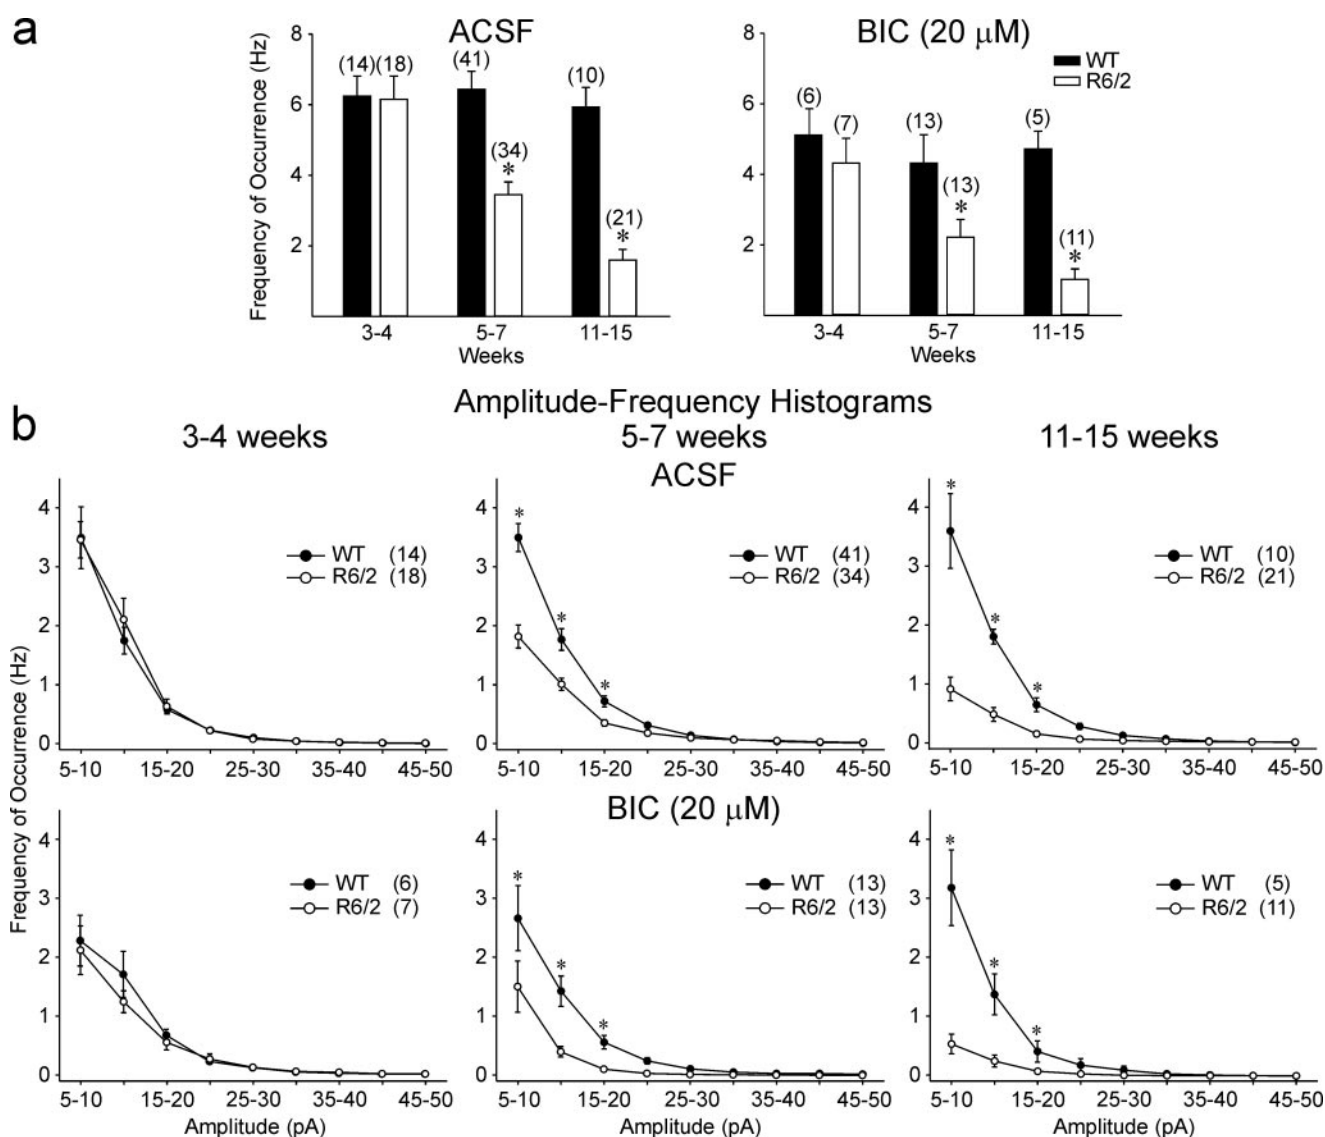 a
ACSF
BIC (20 μM)
Frequency of Occurrence (Hz)
8
6
4
2
(14)
(18)
(41)
(34)
*
(10)
(21)
*
3-4
5-7
11-15
Weeks
8
6
4
2
WT
R6/2
(6)
(7)
(13)
(13)
*
(5)
(11)
*
3-4
5-7
11-15
Weeks
b
Amplitude-Frequency Histograms
3-4 weeks
5-7 weeks
11-15 weeks
ACSF
Frequency of Occurrence (Hz)
4
3
2
1
0
WT (14)
R6/2 (18)
5-10 15-20 25-30 35-40 45-50
4
3
2
1
0
*
*
*
WT (41)
R6/2 (34)
5-10 15-20 25-30 35-40 45-50
4
3
2
1
0
*
*
*
WT (10)
R6/2 (21)
5-10 15-20 25-30 35-40 45-50
BIC (20 μM)
4
3
2
1
0
WT (6)
R6/2 (7)
5-10 15-20 25-30 35-40 45-50
Amplitude (pA)
4
3
2
1
0
*
*
*
WT (13)
R6/2 (13)
5-10 15-20 25-30 35-40 45-50
Amplitude (pA)
4
3
2
1
0
*
*
*
WT (5)
R6/2 (11)
5-10 15-20 25-30 35-40 45-50
Amplitude (pA)